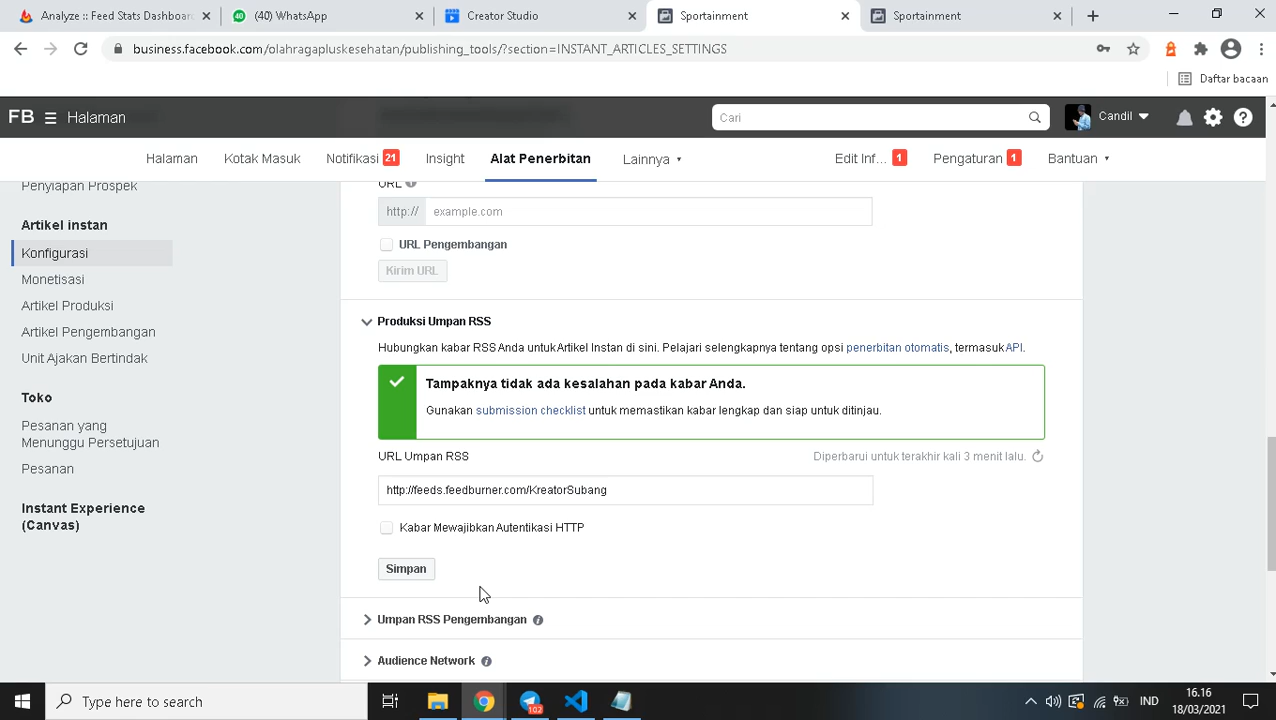 Analyze :: Feed Stats Dashbo
(40) WhatsApp
Creator Studio
Sportainment
Sportainment
business.facebook.com/olahragapluskesehatan/publishing_tools/?section=INSTANT_ARTICLES_SETTINGS
Daftar bacaan
FB Halaman
Cari
Candil
Halaman
Kotak Masuk
Notifikasi 21
Insight
Alat Penerbitan
Lainnya
Edit Inf... 1
Pengaturan 1
Bantuan
Penyiapan Prospek
Artikel instan
Konfigurasi
Monetisasi
Artikel Produksi
Artikel Pengembangan
Unit Ajakan Bertindak
Toko
Pesanan yang
Menunggu Persetujuan
Pesanan
Instant Experience
(Canvas)
URL
http:// example.com
URL Pengembangan
Kirim URL
Produksi Umpan RSS
Hubungkan kabar RSS Anda untuk Artikel Instan di sini. Pelajari selengkapnya tentang opsi penerbitan otomatis, termasuk API.
Tampaknya tidak ada kesalahan pada kabar Anda.
Gunakan submission checklist untuk memastikan kabar lengkap dan siap untuk ditinjau.
URL Umpan RSS
Diperbarui untuk terakhir kali 3 menit lalu.
http://feeds.feedburner.com/KreatorSubang
Kabar Mewajibkan Autentikasi HTTP
Simpan
Umpan RSS Pengembangan
Audience Network
Type here to search
102
IND
16.16
18/03/2021